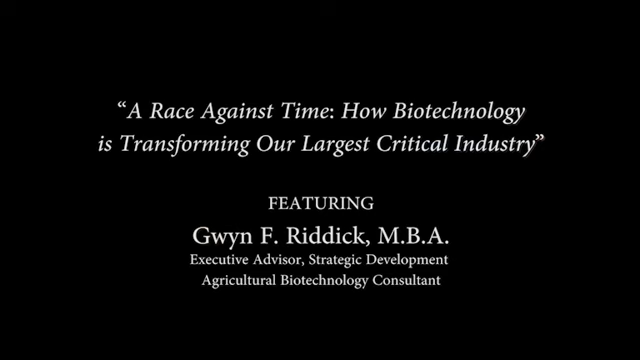 “A Race Against Time: How Biotechnology
is Transforming Our Largest Critical Industry”
FEATURING
Gwyn F. Riddick, M.B.A.
Executive Advisor, Strategic Development
Agricultural Biotechnology Consultant